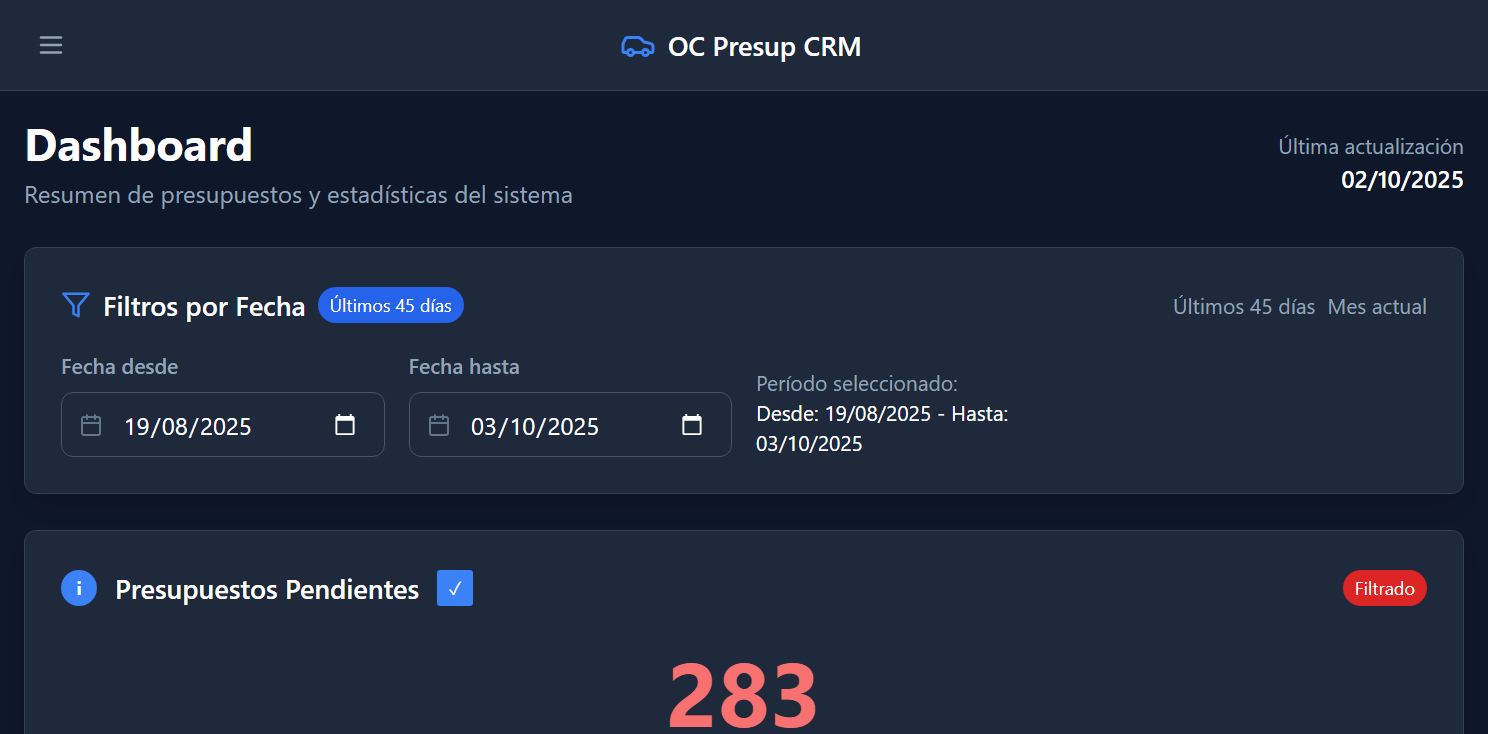 OC Presup CRM
Dashboard
Resumen de presupuestos y estadísticas del sistema
Última actualización
02/10/2025
Filtros por Fecha
Últimos 45 días
Últimos 45 días
Mes actual
Fecha desde
19/08/2025
Fecha hasta
03/10/2025
Período seleccionado:
Desde: 19/08/2025 - Hasta:
03/10/2025
i
Presupuestos Pendientes
✓
Filtrado
283